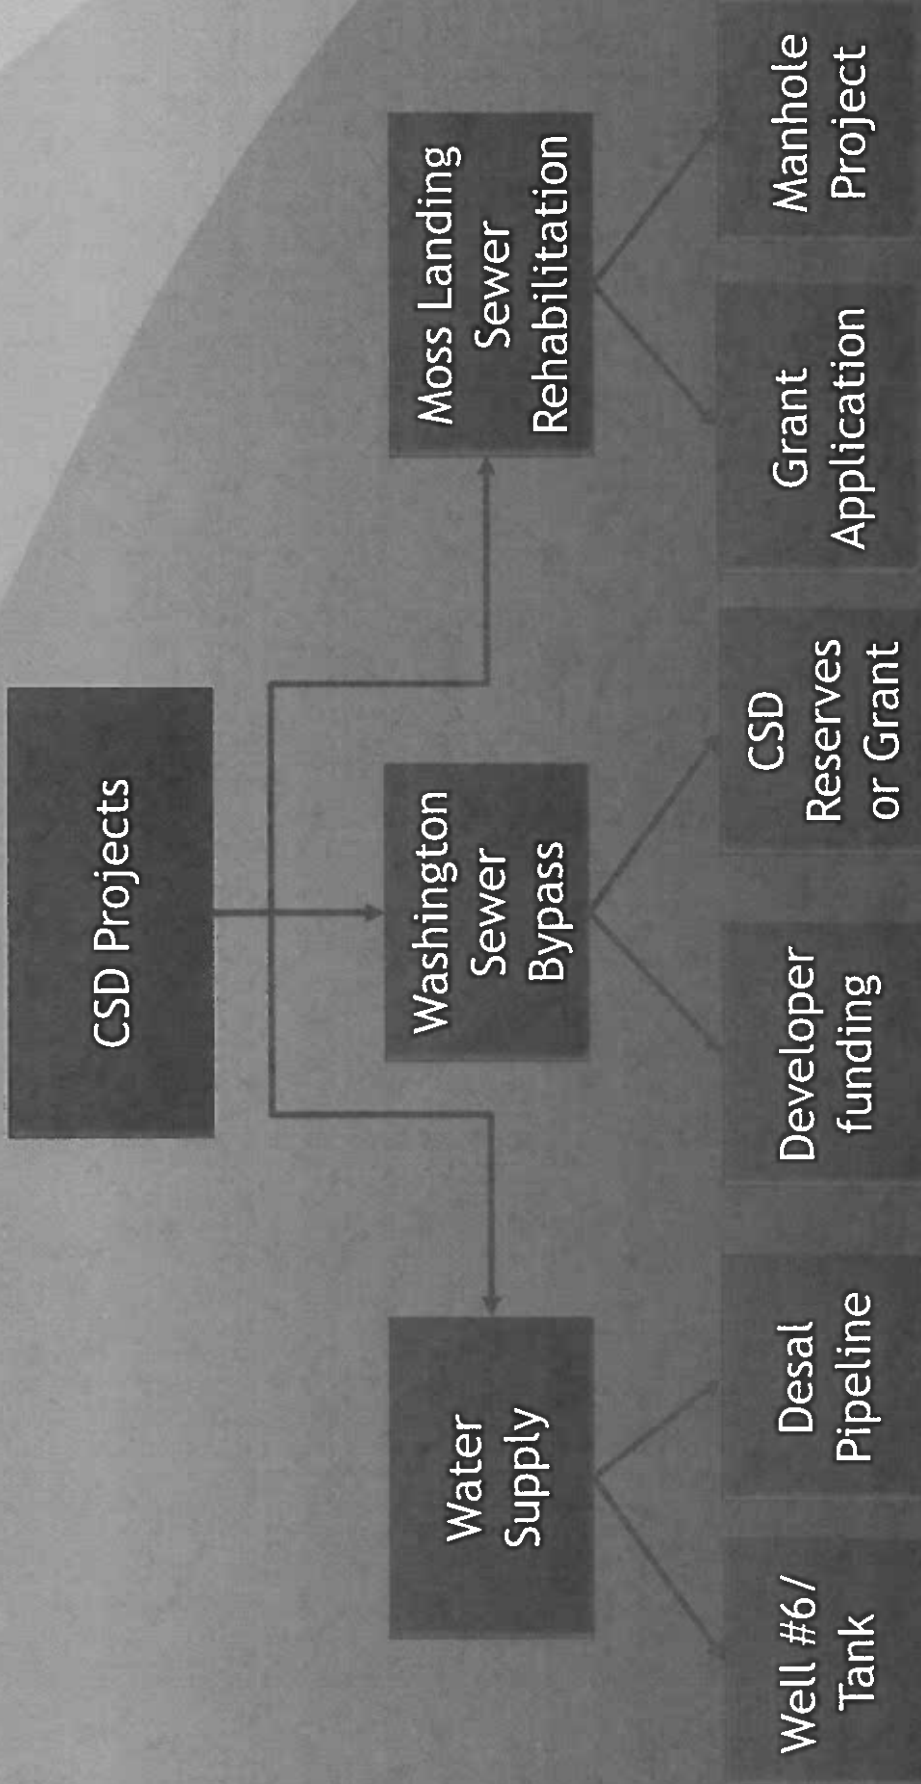 CSD Projects
Water
Supply
Washington
Sewer
Bypass
Moss Landing
Sewer
Rehabilitation
Well #6/
Tank
Desal
Pipeline
Developer
funding
CSD
Reserves
or Grant
Grant
Application
Manhole
Project